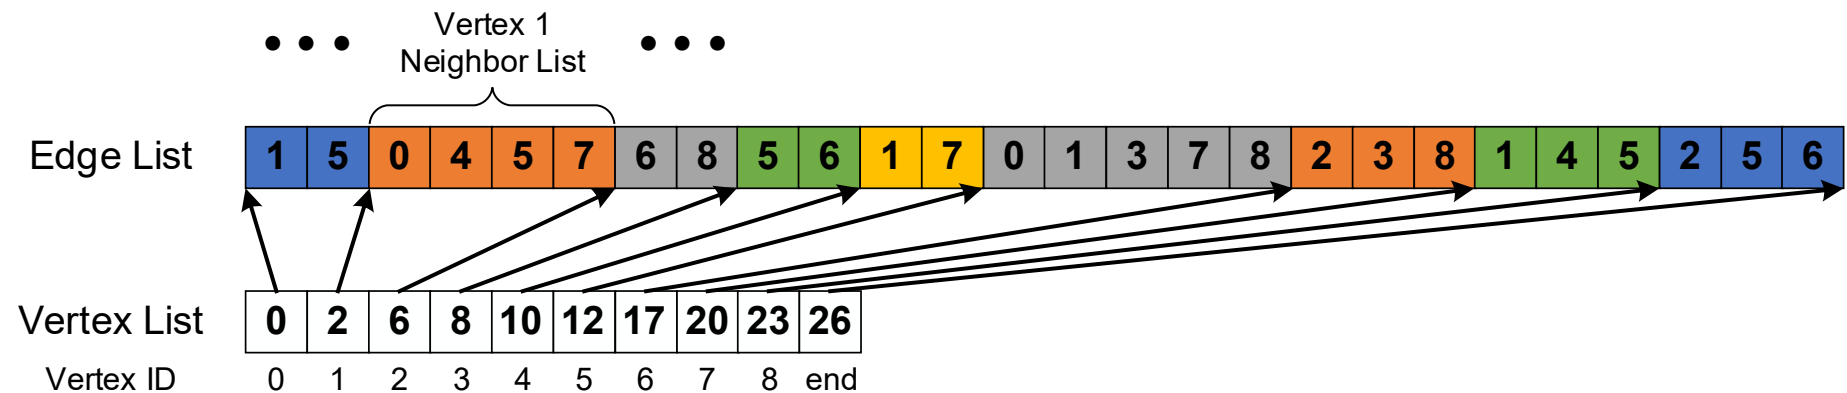 Vertex 1
Neighbor List
Edge List 1 5 0 4 5 7 6 8 5 6 1 7 0 1 3 7 8 2 3 8 1 4 5 2 5 6
Vertex List 0 2 6 8 10 12 17 20 23 26
Vertex ID 0 1 2 3 4 5 6 7 8 end